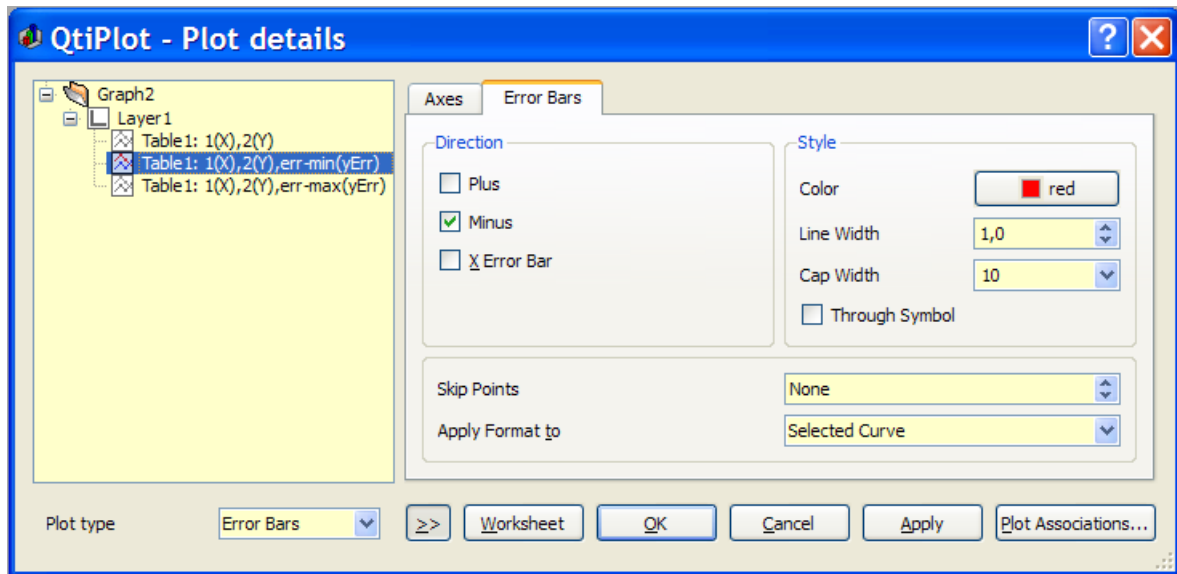 QtiPlot - Plot details
Graph2
Layer1
Table1: 1(X),2(Y)
Table1: 1(X),2(Y),err-min(yErr)
Table1: 1(X),2(Y),err-max(yErr)
Axes
Error Bars
Direction
Plus
Minus
X Error Bar
Style
Color
red
Line Width
1,0
Cap Width
10
Through Symbol
Skip Points
None
Apply Format to
Selected Curve
Plot type
Error Bars
>>
Worksheet
OK
Cancel
Apply
Plot Associations...